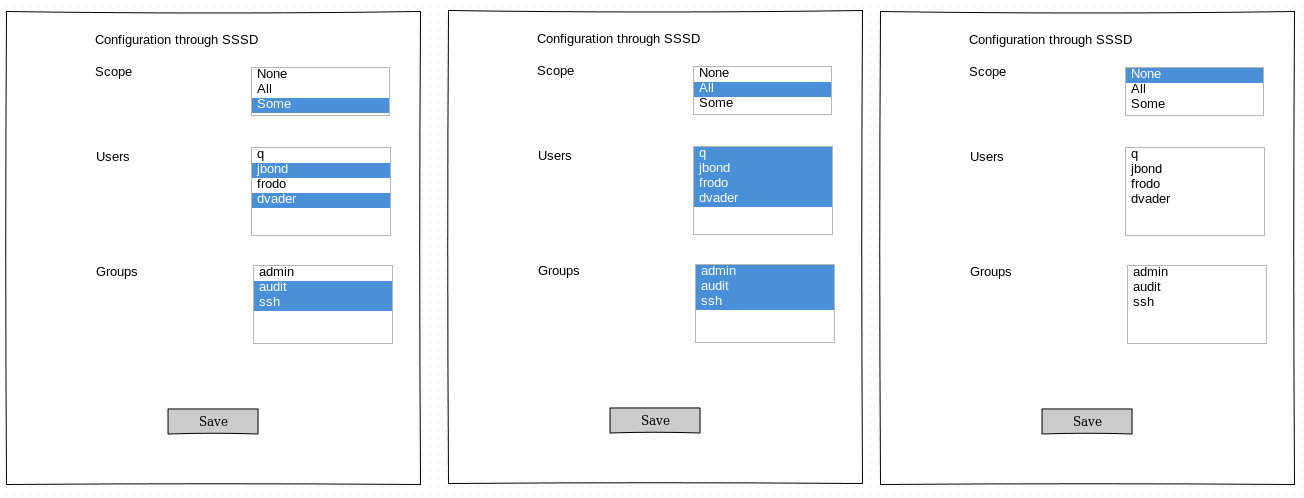 Configuration through SSSD
Scope
None
All
Some
Users
q
jbond
frodo
dvader
Groups
admin
audit
ssh
Save
Configuration through SSSD
Scope
None
All
Some
Users
q
jbond
frodo
dvader
Groups
admin
audit
ssh
Save
Configuration through SSSD
Scope
None
All
Some
Users
q
jbond
frodo
dvader
Groups
admin
audit
ssh
Save